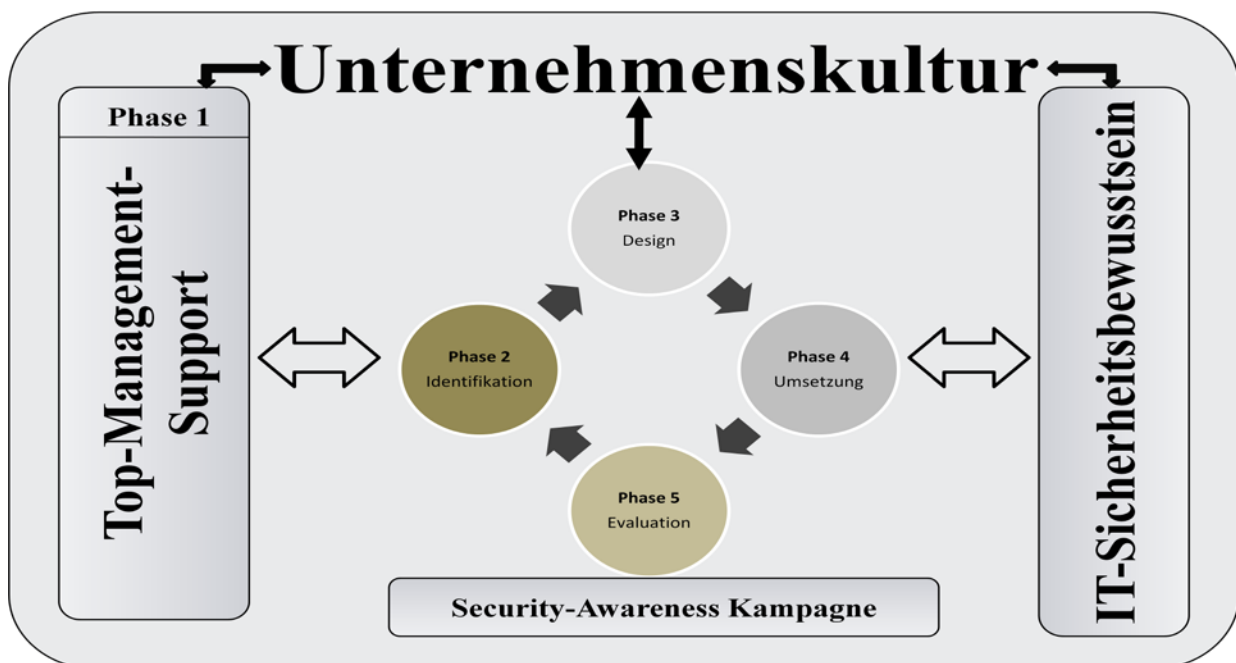 Unternehmenskultur
Phase 1
Top-Management-
Support
Phase 3
Design
Phase 2
Identifikation
Phase 4
Umsetzung
Phase 5
Evaluation
IT-Sicherheitsbewusstsein
Security-Awareness Kampagne